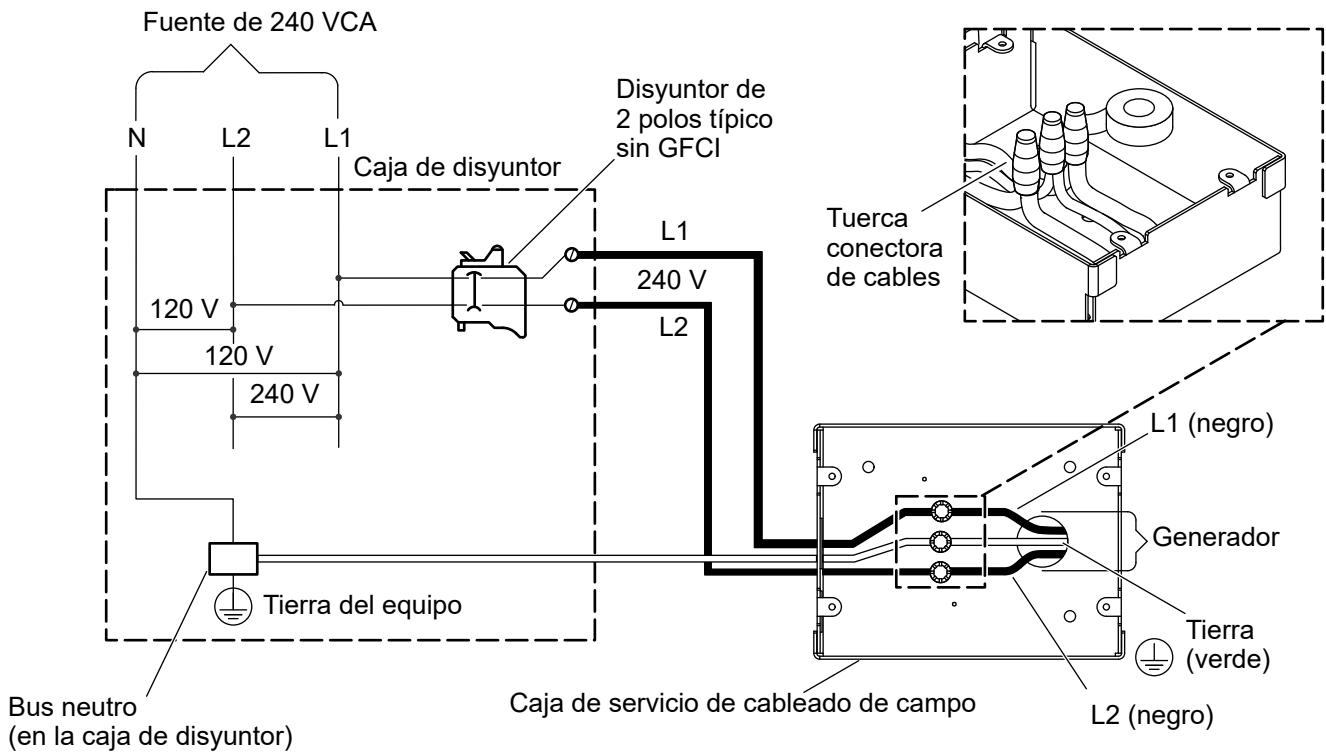 Fuente de 240 VCA
N
L2
L1
Caja de disyuntor
Disyuntor de
2 polos típico
sin GFCI
Tuerca
conectora
de cables
L1
240 V
L2
120 V
120 V
240 V
L1 (negro)
Generador
Tierra del equipo
Tierra
(verde)
L2 (negro)
Caja de servicio de cableado de campo
Bus neutro
(en la caja de disyuntor)